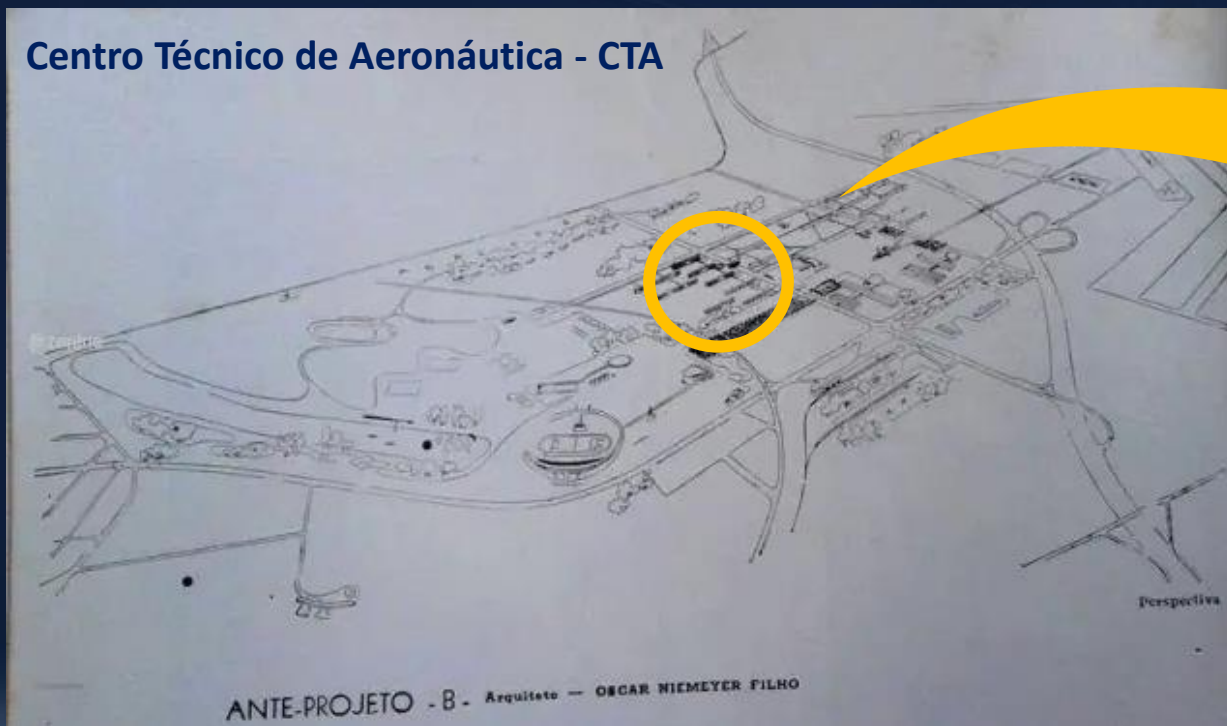 Centro Técnico de Aeronáutica - CTA
Perspectiva
ANTE-PROJETO - B - Arquiteto — OSCAR NIEMEYER FILHO